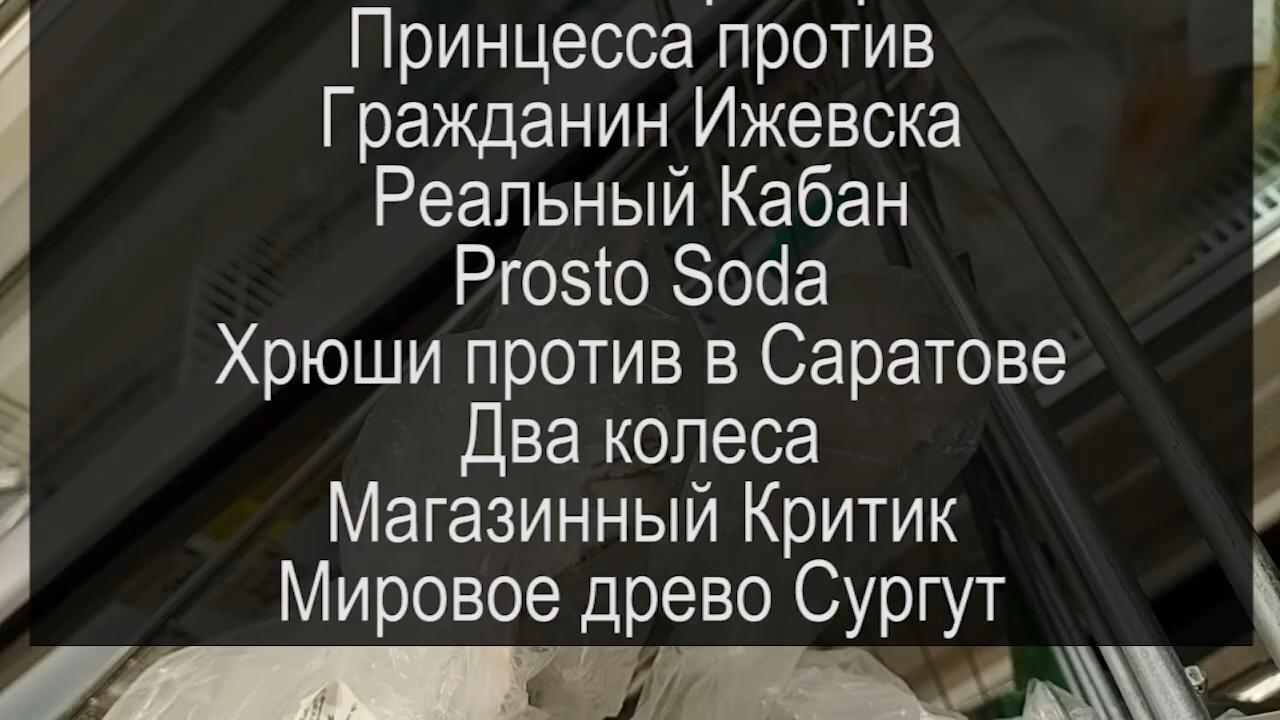 Принцесса против
Гражданин Ижевска
Реальный Кабан
Prosto Soda
Хрюши против в Саратове
Два колеса
Магазинный Критик
Мировое древо Сургут